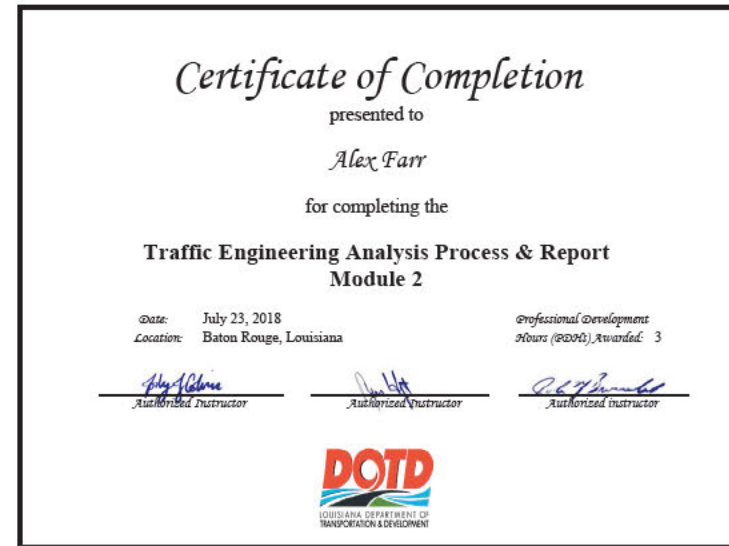 Certificate of Completion
presented to
Alex Farr
for completing the
Traffic Engineering Analysis Process & Report
Module 2
Date: July 23, 2018
Location: Baton Rouge, Louisiana
Professional Development
Hours (PDHs) Awarded: 3
Authorized Instructor
Authorized Instructor
Authorized instructor
DOTD
LOUISIANA DEPARTMENT OF
TRANSPORTATION & DEVELOPMENT